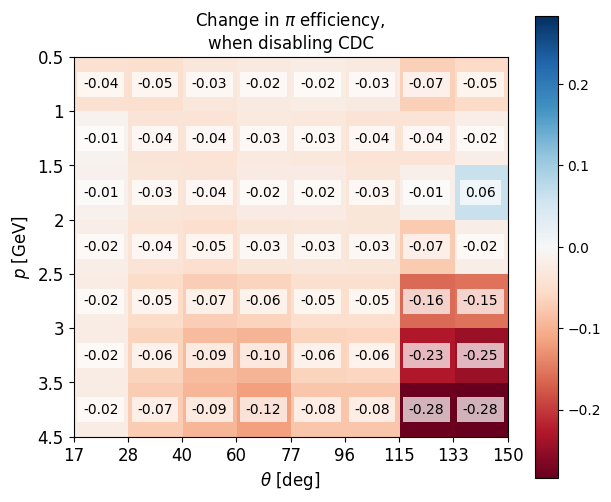 Change in π efficiency,
when disabling CDC
0.5
-0.04 -0.05 -0.03 -0.02 -0.02 -0.03 -0.07 -0.05
1
-0.01 -0.04 -0.04 -0.03 -0.03 -0.04 -0.04 -0.02
1.5
-0.01 -0.03 -0.04 -0.02 -0.02 -0.03 -0.01 0.06
2
-0.02 -0.04 -0.05 -0.03 -0.03 -0.03 -0.07 -0.02
2.5
-0.02 -0.05 -0.07 -0.06 -0.05 -0.05 -0.16 -0.15
3
-0.02 -0.06 -0.09 -0.10 -0.06 -0.06 -0.23 -0.25
3.5
-0.02 -0.07 -0.09 -0.12 -0.08 -0.08 -0.28 -0.28
4.5
p [GeV]
17 28 40 60 77 96 115 133 150
θ [deg]
0.2
0.1
0.0
−0.1
−0.2